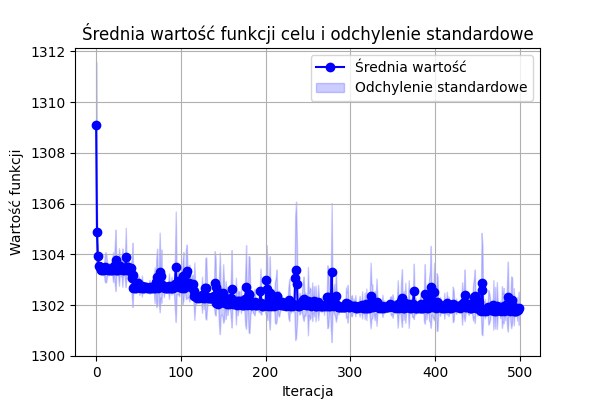 Średnia wartość funkcji celu i odchylenie standardowe
1312
1310
1308
1306
1304
1302
1300
Wartość funkcji
Średnia wartość
Odchylenie standardowe
0
100
200
300
400
500
Iteracja